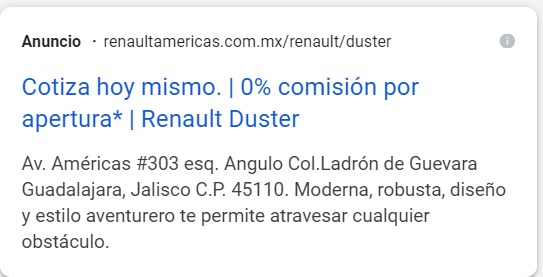 Anuncio · renaultamericas.com.mx/renault/duster
Cotiza hoy mismo. | 0% comisión por
apertura* | Renault Duster
Av. Américas #303 esq. Angulo Col.Ladrón de Guevara
Guadalajara, Jalisco C.P. 45110. Moderna, robusta, diseño
y estilo aventurero te permite atravesar cualquier
obstáculo.